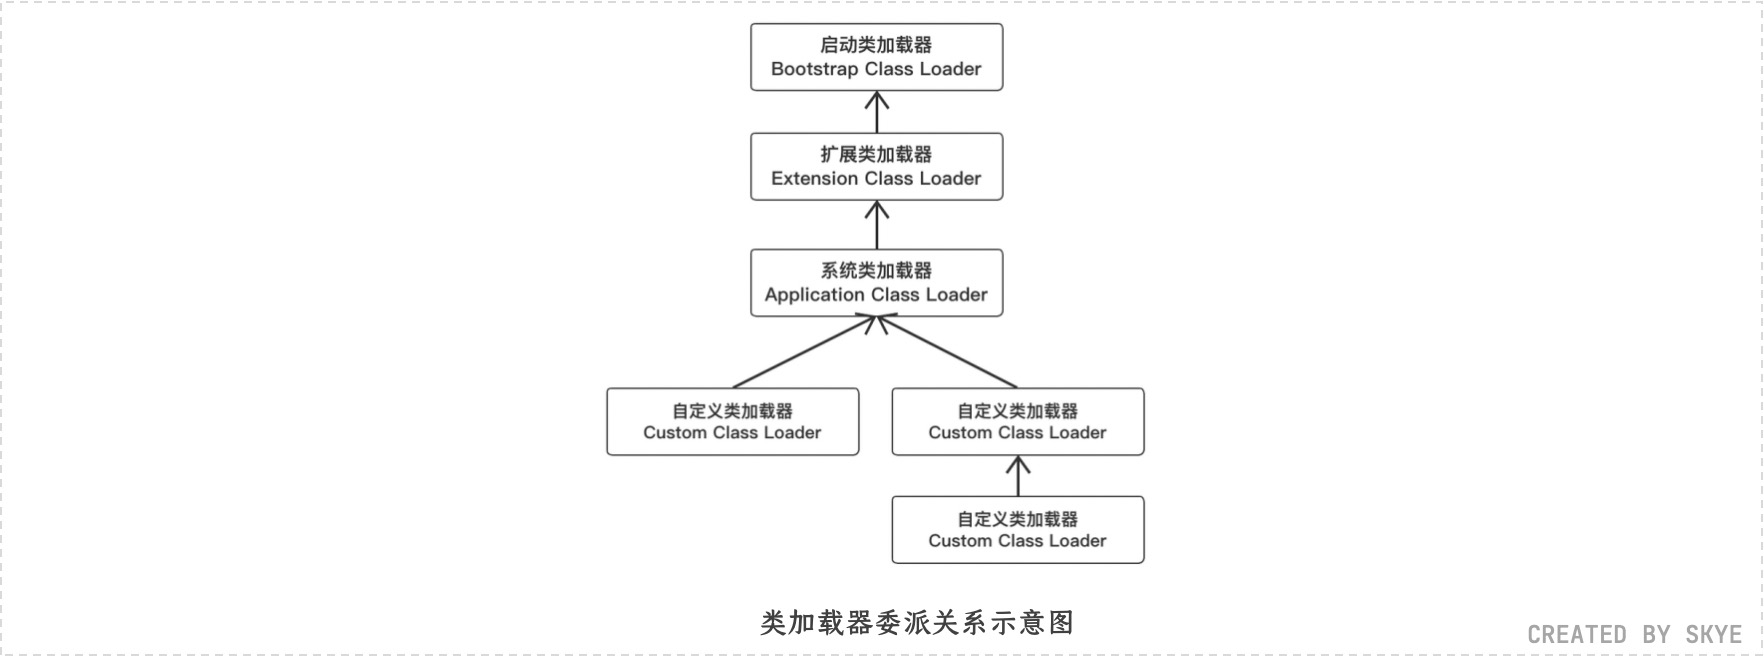 启动类加载器
Bootstrap Class Loader
扩展类加载器
Extension Class Loader
系统类加载器
Application Class Loader
自定义类加载器
Custom Class Loader
自定义类加载器
Custom Class Loader
自定义类加载器
Custom Class Loader
类加载器委派关系示意图
CREATED BY SKYE